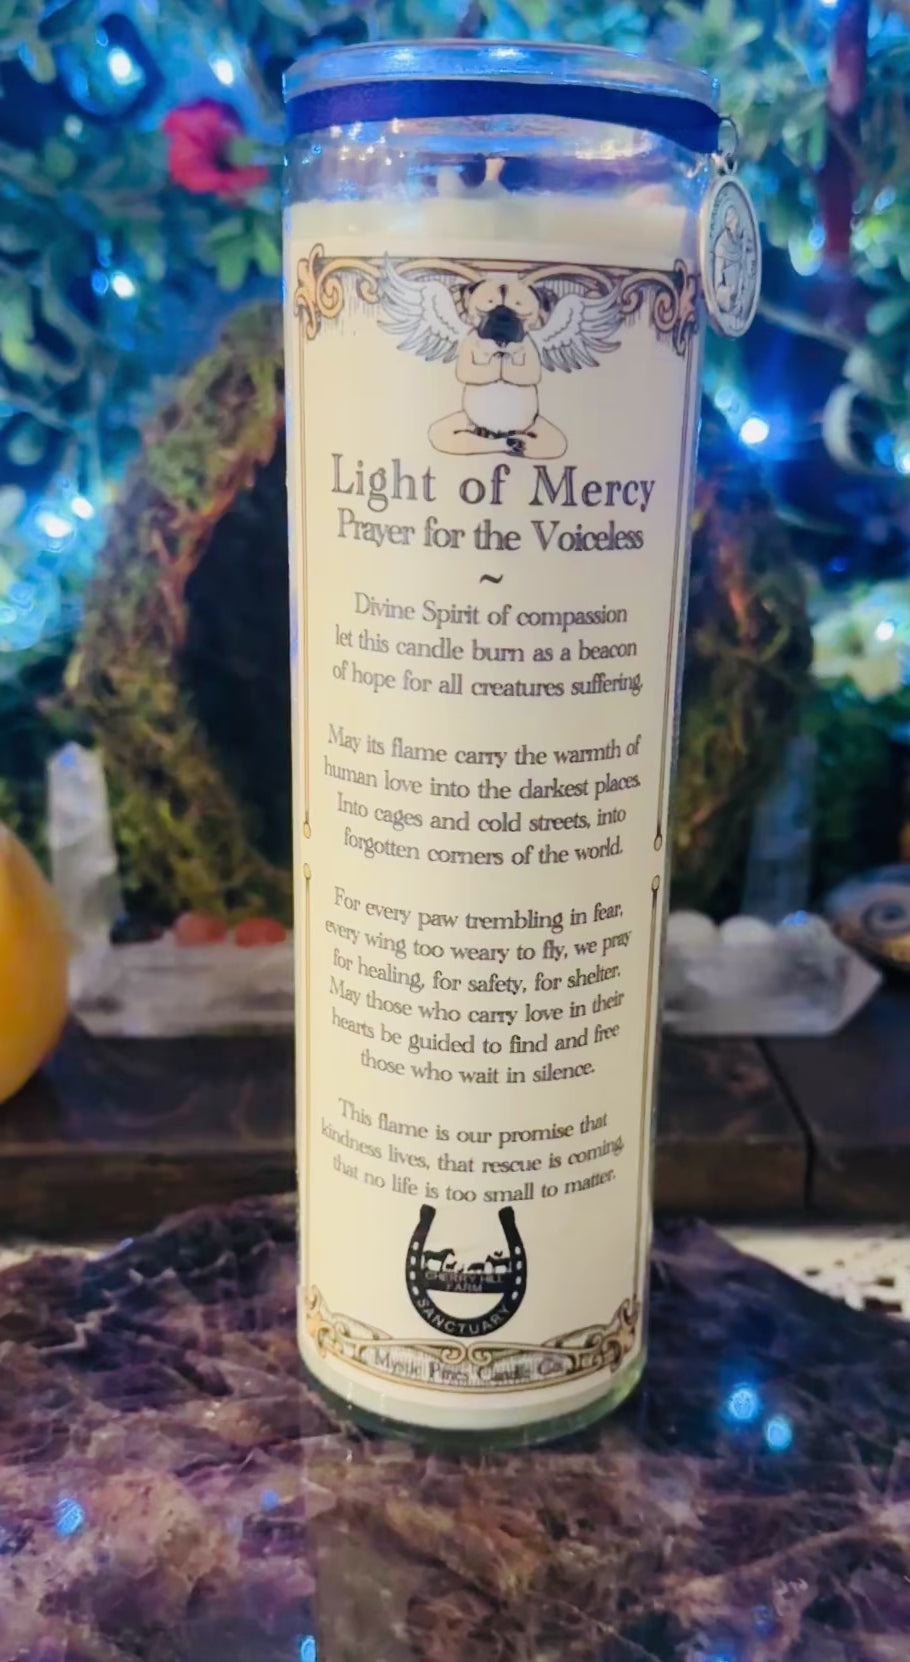 Light of Mercy
Prayer for the Voiceless
~
Divine Spirit of compassion
let this candle burn as a beacon
of hope for all creatures suffering.
May its flame carry the warmth of
human love into the darkest places.
Into cages and cold streets, into
forgotten corners of the world.
For every paw trembling in fear,
every wing too weary to fly, we pray
for healing, for safety, for shelter.
May those who carry love in their
hearts be guided to find and free
those who wait in silence.
This flame is our promise that
kindness lives, that rescue is coming,
that no life is too small to matter.
CHERRY HILL
FARM
SANCTUARY
Mystic Pines Candle Co.